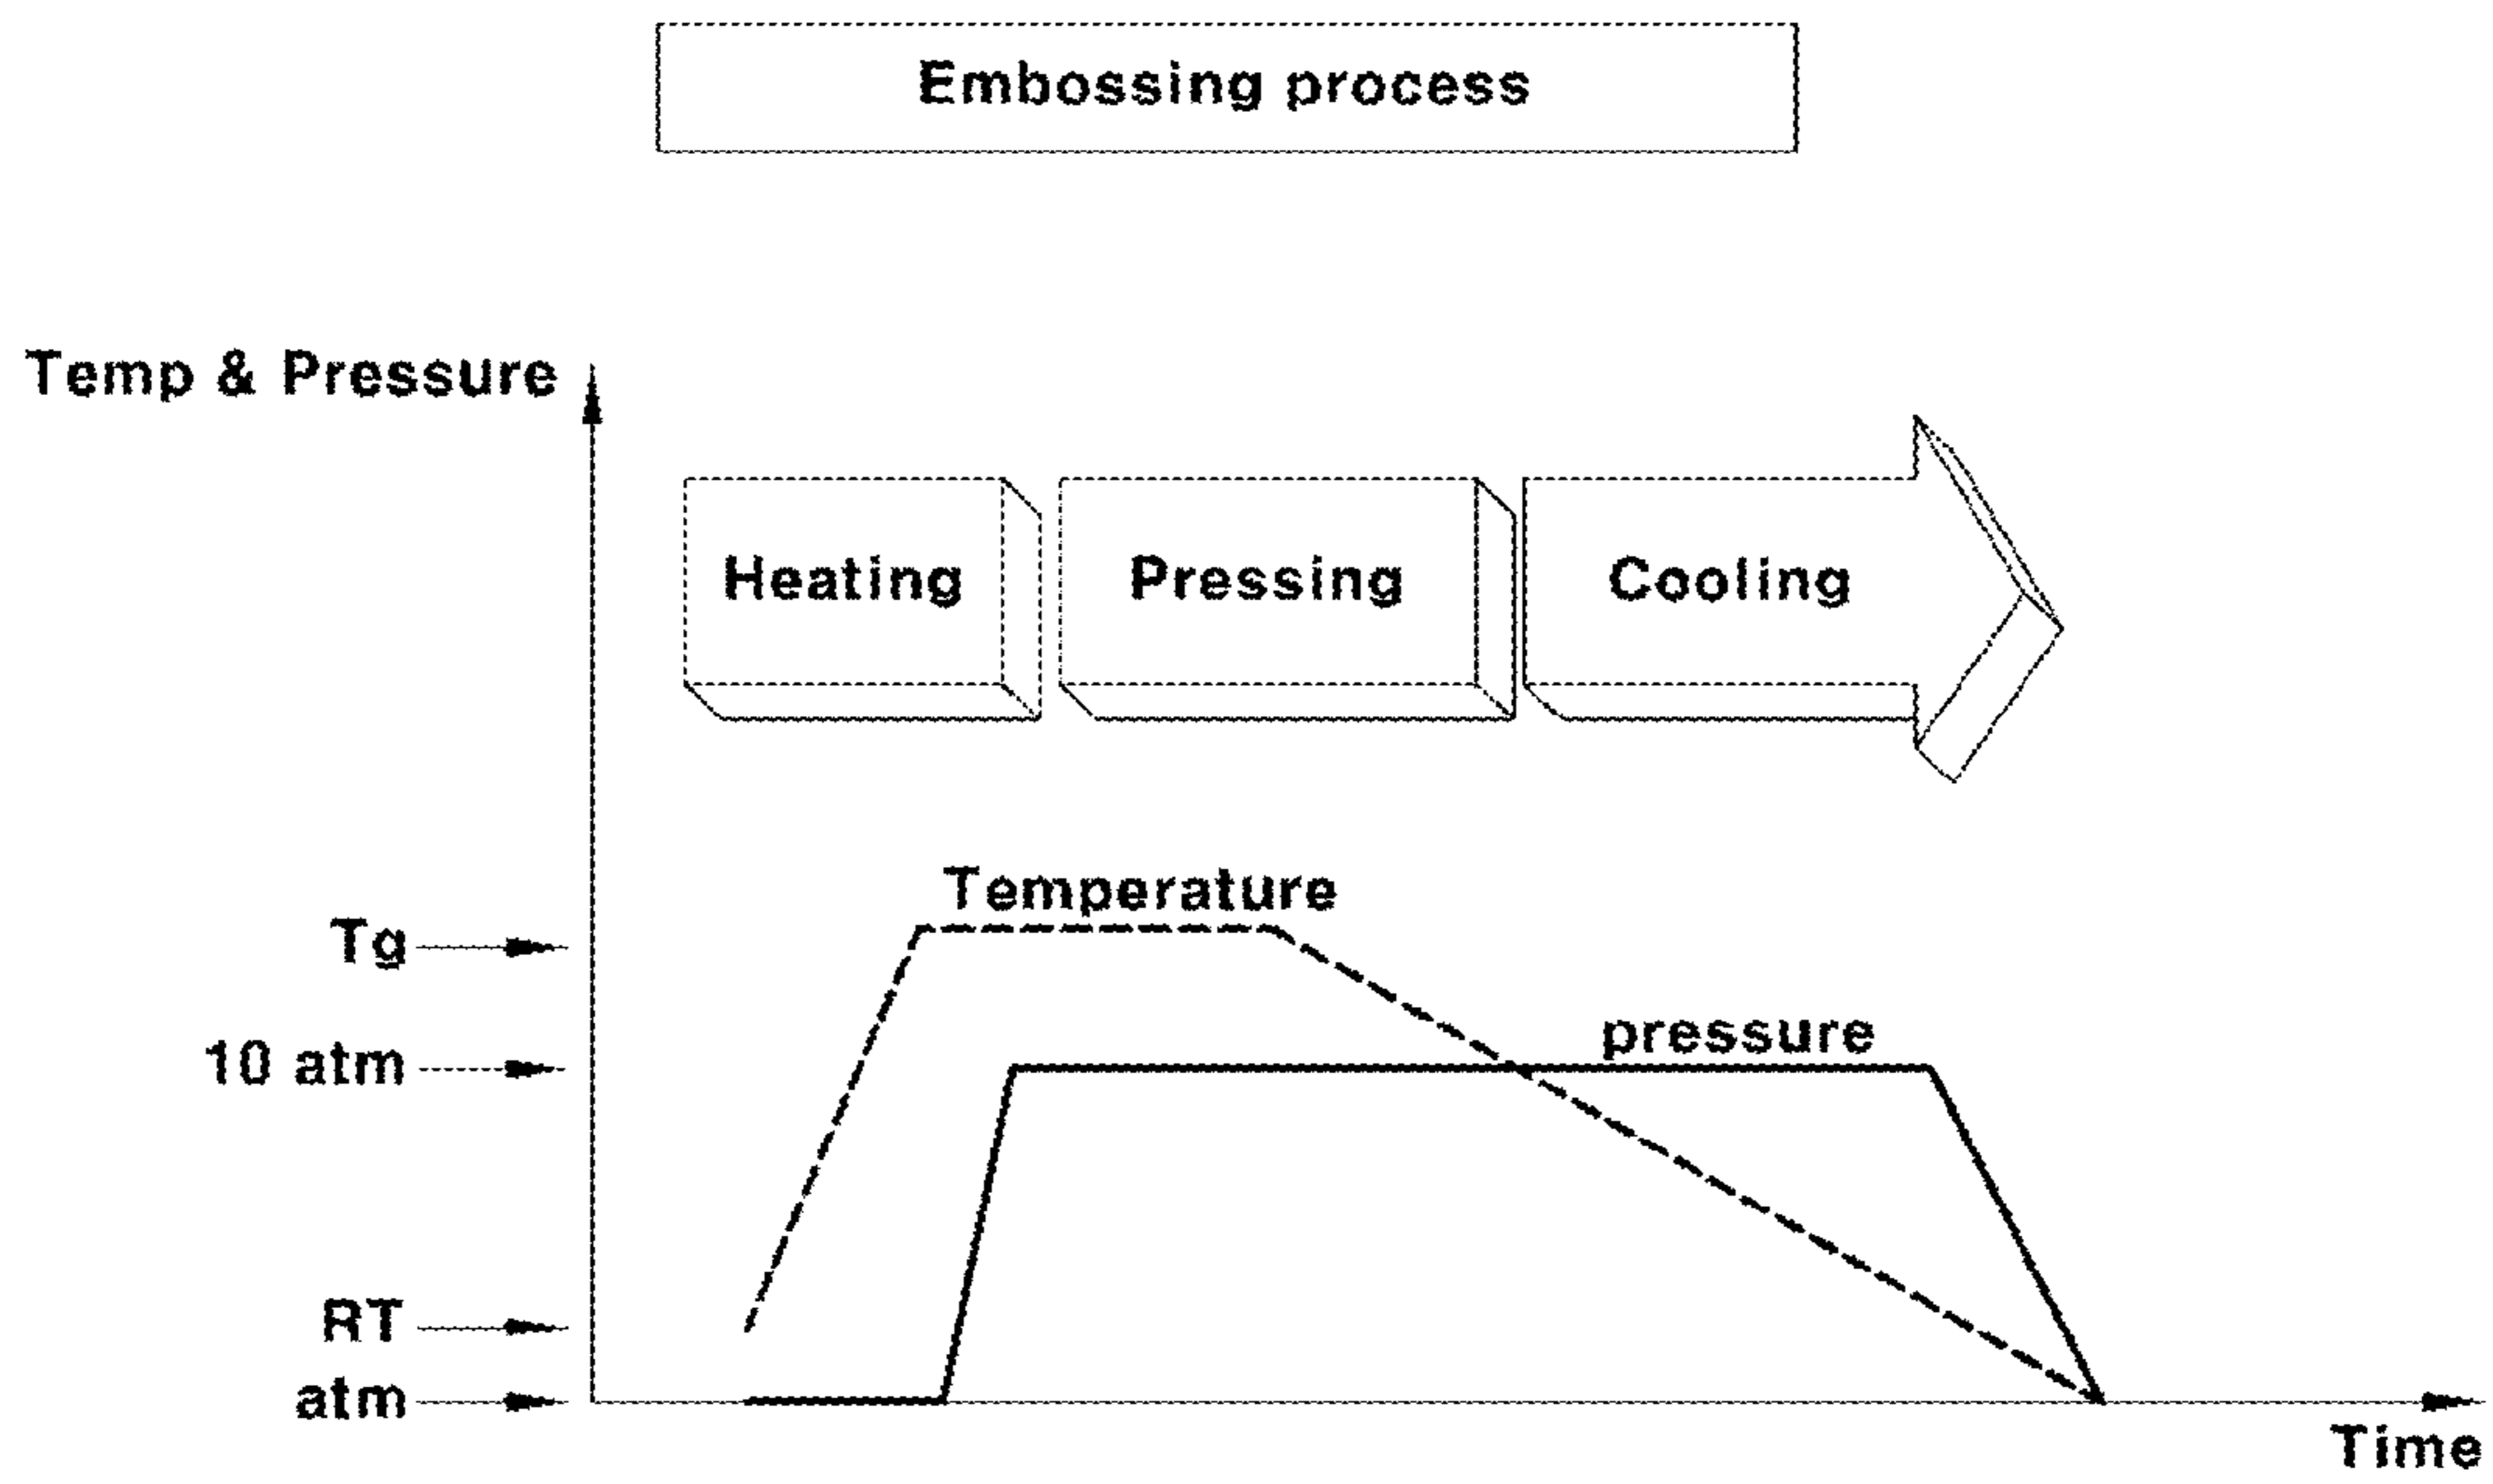 Embossing process
Temp & Pressure
Heating
Pressing
Cooling
Temperature
Tg
pressure
10 atm
RT
atm
Time